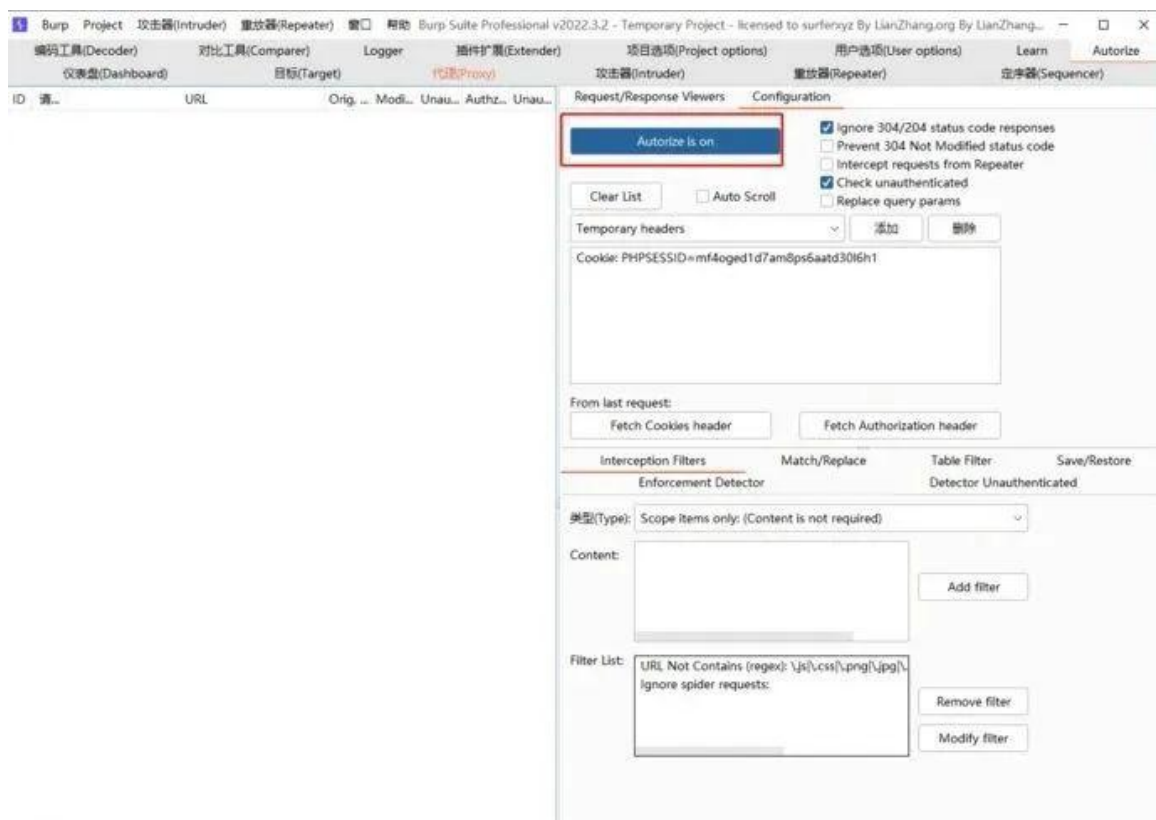 Burp Project 攻击器(Intruder) 重放器(Repeater) 窗口 帮助 Burp Suite Professional v2022.3.2 - Temporary Project - licensed to surferxyz By LianZhang.org By LianZhang...
编码工具(Decoder) 对比工具(Comparer) Logger 插件扩展(Extender) 项目选项(Project options) 用户选项(User options) Learn Autorize
仪表盘(Dashboard) 目标(Target) 代理(Proxy) 攻击器(Intruder) 重放器(Repeater) 定序器(Sequencer)
ID 请... URL Orig. ... Modi... Unau... Authz... Unau...
Request/Response Viewers Configuration
Autorize is on
Ignore 304/204 status code responses
Prevent 304 Not Modified status code
Intercept requests from Repeater
Check unauthenticated
Replace query params
Clear List Auto Scroll
Temporary headers 添加 删除
Cookie: PHPSESSID=mf4oged1d7am8ps6aatd30l6h1
From last request:
Fetch Cookies header Fetch Authorization header
Interception Filters Match/Replace Table Filter Save/Restore
Enforcement Detector Detector Unauthenticated
类型(Type): Scope items only: (Content is not required)
Content:
Add filter
Filter List:
URL Not Contains (regex): \.js|\.css|\.png|\.jpg|\.
Ignore spider requests:
Remove filter
Modify filter